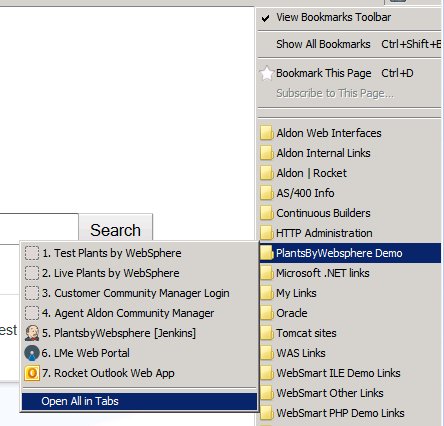 View Bookmarks Toolbar
Show All Bookmarks Ctrl+Shift+B
Bookmark This Page Ctrl+D
Subscribe to This Page...
Aldon Web Interfaces
Aldon Internal Links
Aldon | Rocket
AS/400 Info
Continuous Builders
HTTP Administration
PlantsByWebsphere Demo
Microsoft .NET links
My Links
Oracle
Tomcat sites
WAS Links
WebSmart ILE Demo Links
WebSmart Other Links
WebSmart PHP Demo Links
Search
est
1. Test Plants by WebSphere
2. Live Plants by WebSphere
3. Customer Community Manager Login
4. Agent Aldon Community Manager
5. PlantsbyWebsphere [Jenkins]
6. LMe Web Portal
7. Rocket Outlook Web App
Open All in Tabs